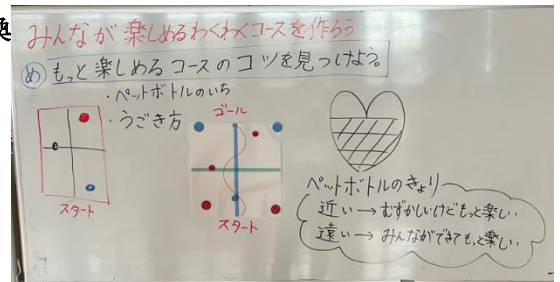 みんなが楽しめるわくわくコースを作ろう
め もっと楽しめるコースのコツを見つけよう。
・ペットボトルのいち
・うごき方
スタート
ゴール
スタート
ペットボトルのきょり
近い→むずかしいけどもっと楽しい。
遠い→みんなができてもっと楽しい。